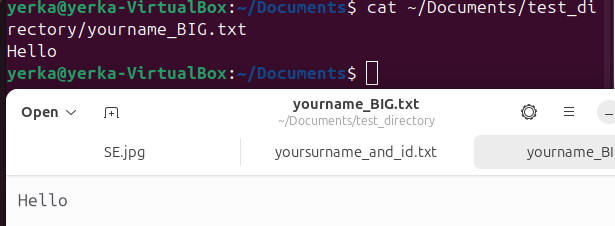 yerka@yerka-VirtualBox:~/Documents$ cat ~/Documents/test_di
rectory/yourname_BIG.txt
Hello
yerka@yerka-VirtualBox:~/Documents$
Open
yourname_BIG.txt
~/Documents/test_directory
SE.jpg yoursurname_and_id.txt yourname_BI
Hello